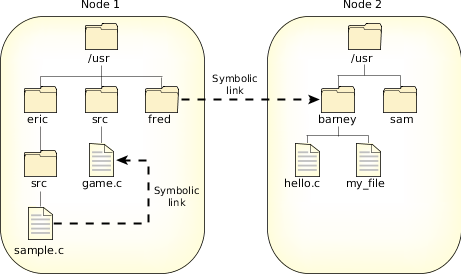 Node 1
Node 2
/usr
/usr
Symbolic
link
eric
src
fred
barney
sam
src
game.c
Symbolic
link
hello.c
my_file
sample.c